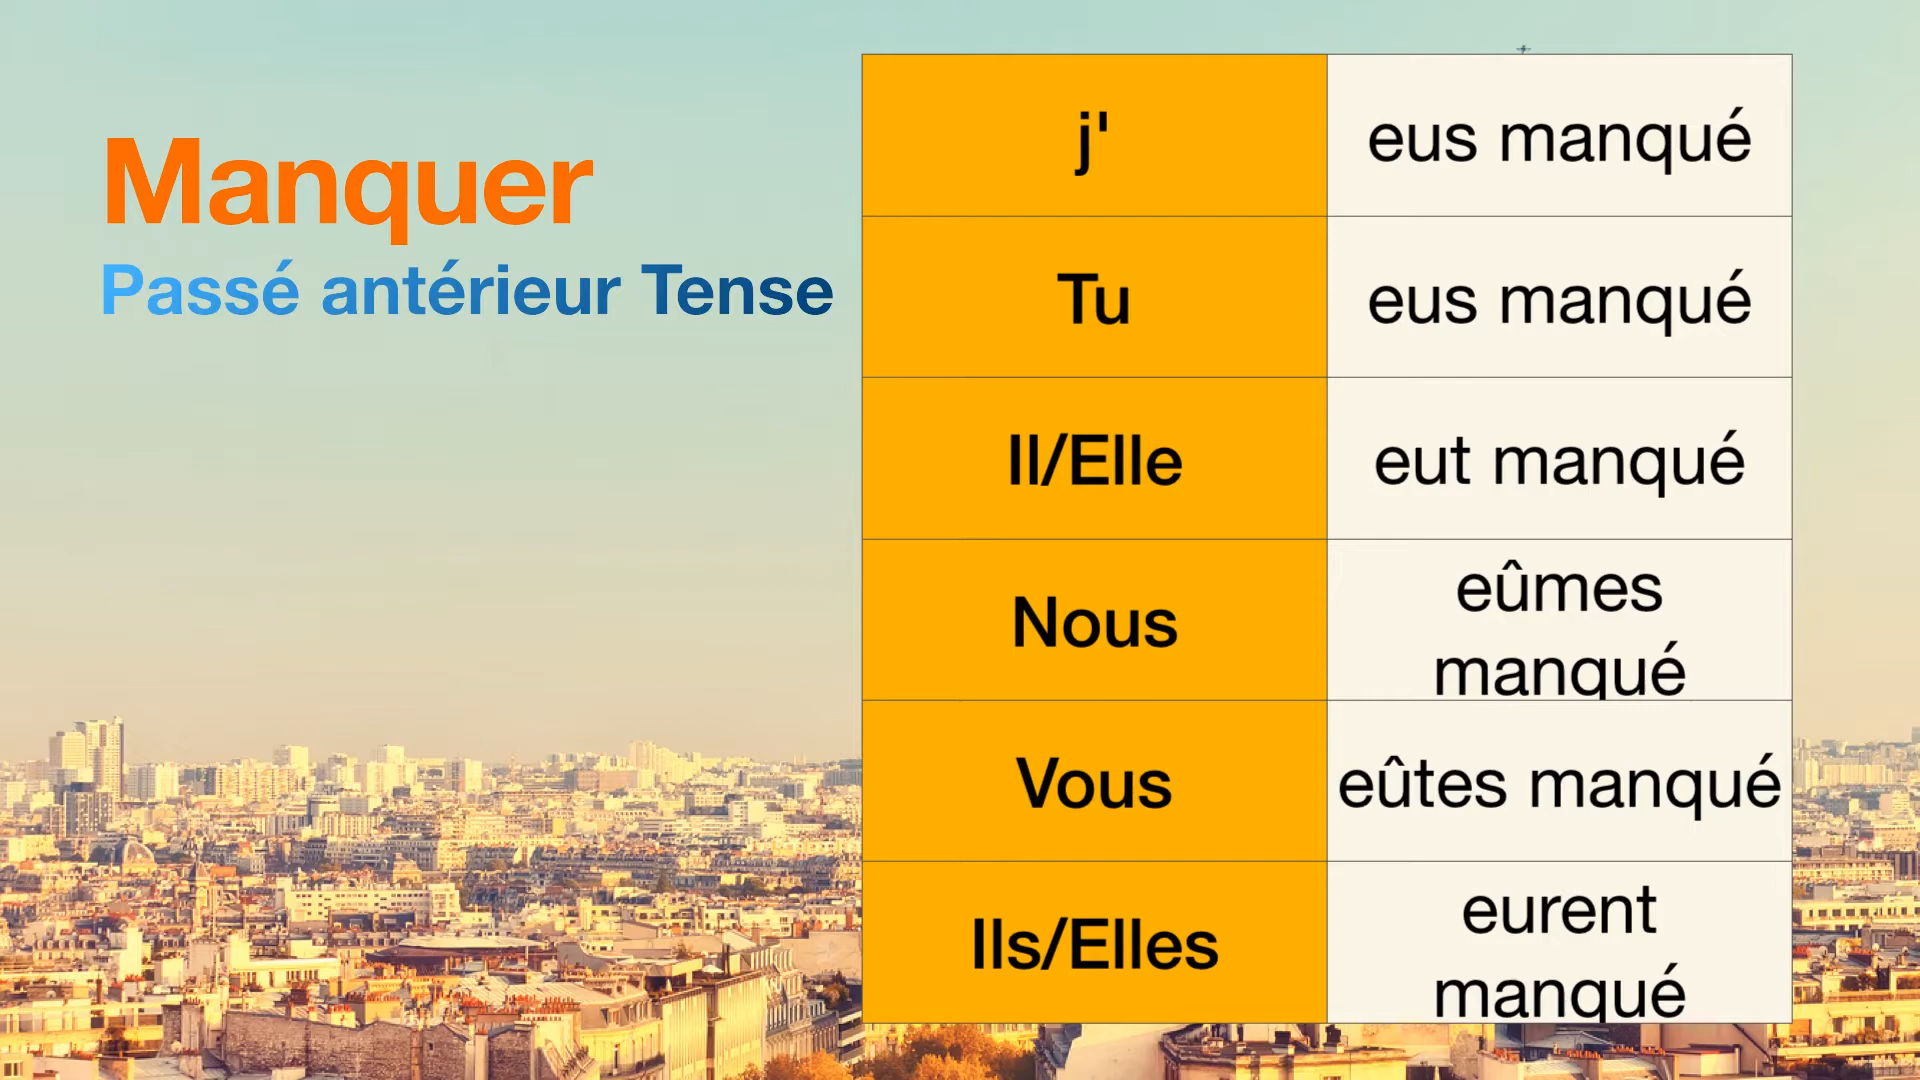 Manquer
Passé antérieur Tense
j' eus manqué
Tu eus manqué
Il/Elle eut manqué
Nous eûmes
manqué
Vous eûtes manqué
Ils/Elles eurent
manqué